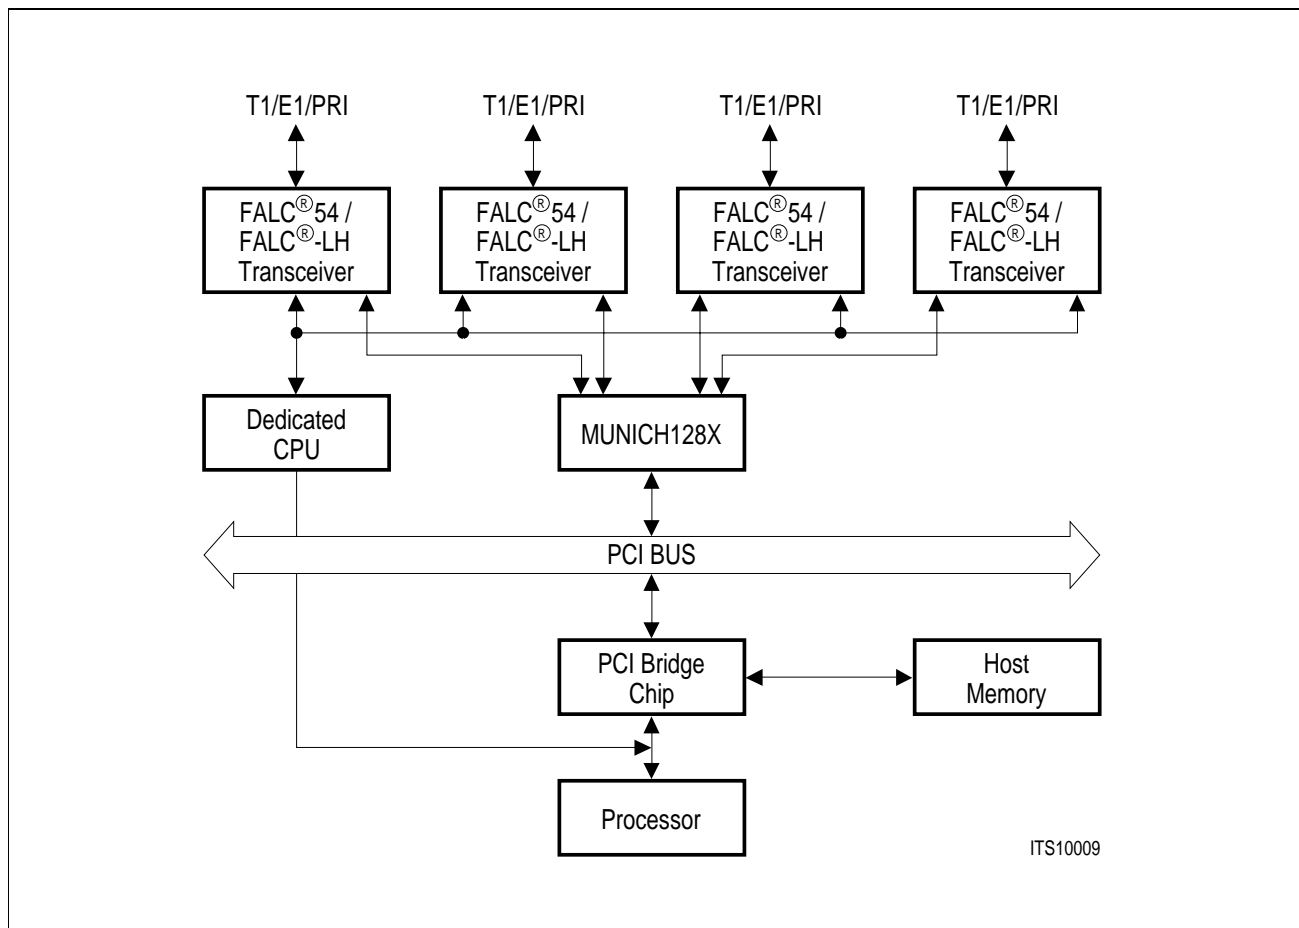 T1/E1/PRI
T1/E1/PRI
T1/E1/PRI
T1/E1/PRI
FALC®54 /
FALC®-LH
Transceiver
FALC®54 /
FALC®-LH
Transceiver
FALC®54 /
FALC®-LH
Transceiver
FALC®54 /
FALC®-LH
Transceiver
Dedicated
CPU
MUNICH128X
PCI BUS
PCI Bridge
Chip
Host
Memory
Processor
ITS10009